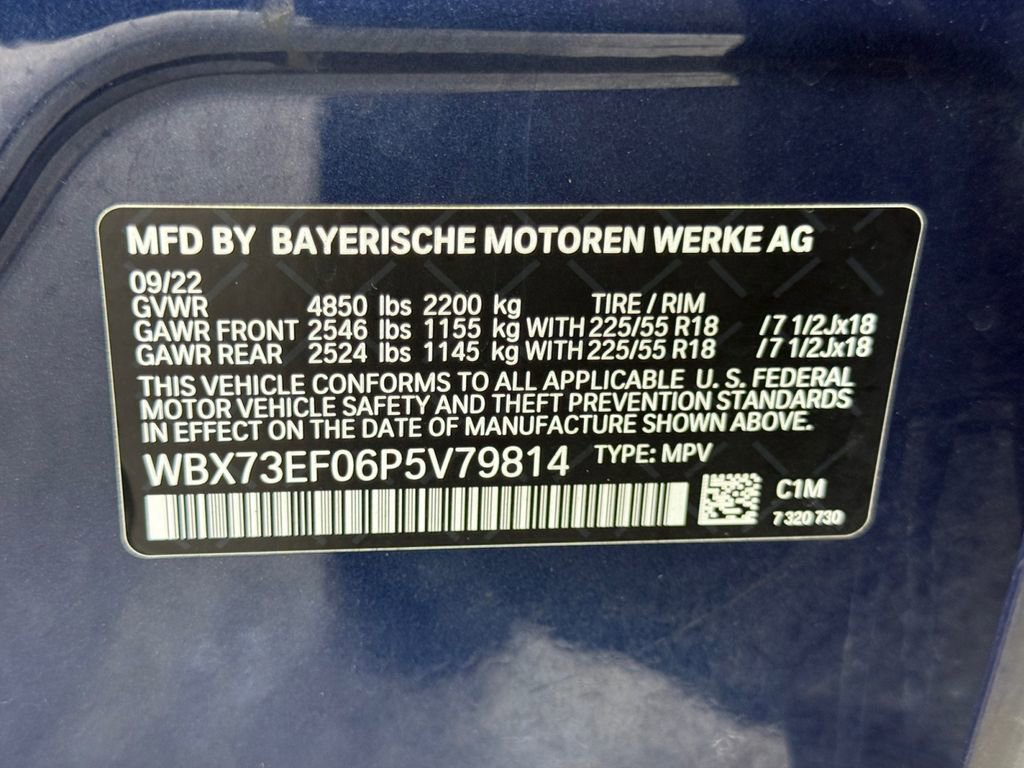 MFD BY BAYERISCHE MOTOREN WERKE AG
09/22
GVWR 4850 lbs 2200 kg TIRE / RIM
GAWR FRONT 2546 lbs 1155 kg WITH 225/55 R18 /7 1/2Jx18
GAWR REAR 2524 lbs 1145 kg WITH 225/55 R18 /7 1/2Jx18
THIS VEHICLE CONFORMS TO ALL APPLICABLE U. S. FEDERAL
MOTOR VEHICLE SAFETY AND THEFT PREVENTION STANDARDS
IN EFFECT ON THE DATE OF MANUFACTURE SHOWN ABOVE.
WBX73EF06P5V79814 TYPE: MPV
C1M
7 320 730